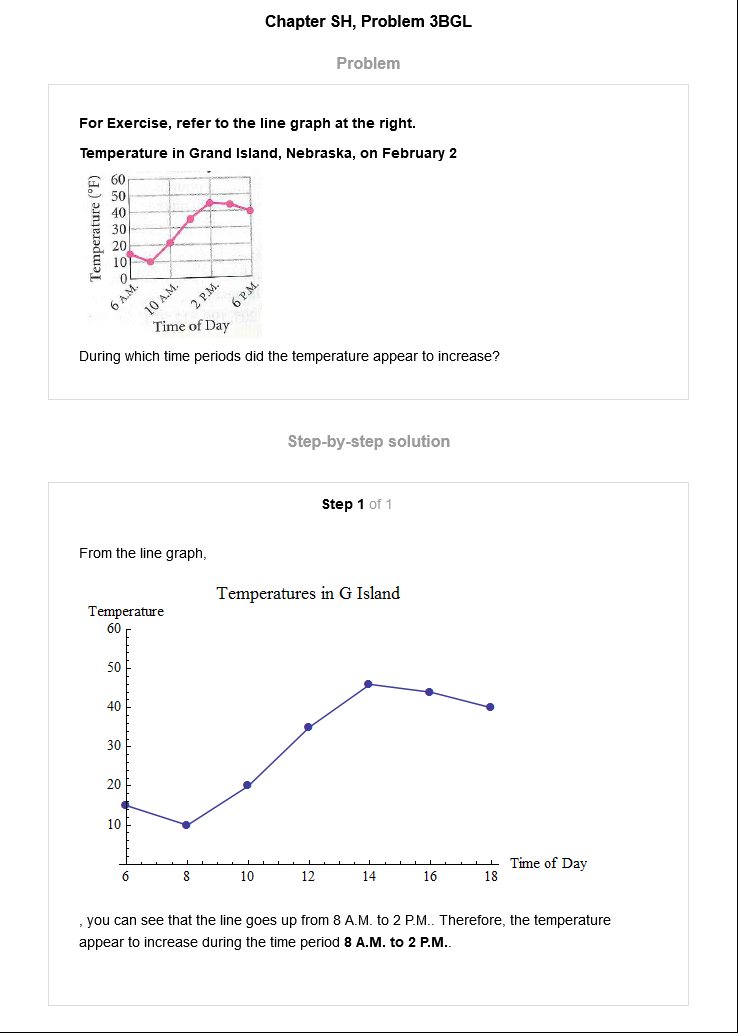 Chapter SH, Problem 3BGL
Problem
For Exercise, refer to the line graph at the right.
Temperature in Grand Island, Nebraska, on February 2
Temperature (°F)
60
50
40
30
20
10
0
6 A.M.
10 A.M.
2 P.M.
6 P.M.
Time of Day
During which time periods did the temperature appear to increase?
Step-by-step solution
Step 1 of 1
From the line graph,
Temperatures in G Island
Temperature
60
50
40
30
20
10
6 8 10 12 14 16 18
Time of Day
, you can see that the line goes up from 8 A.M. to 2 P.M.. Therefore, the temperature
appear to increase during the time period 8 A.M. to 2 P.M..